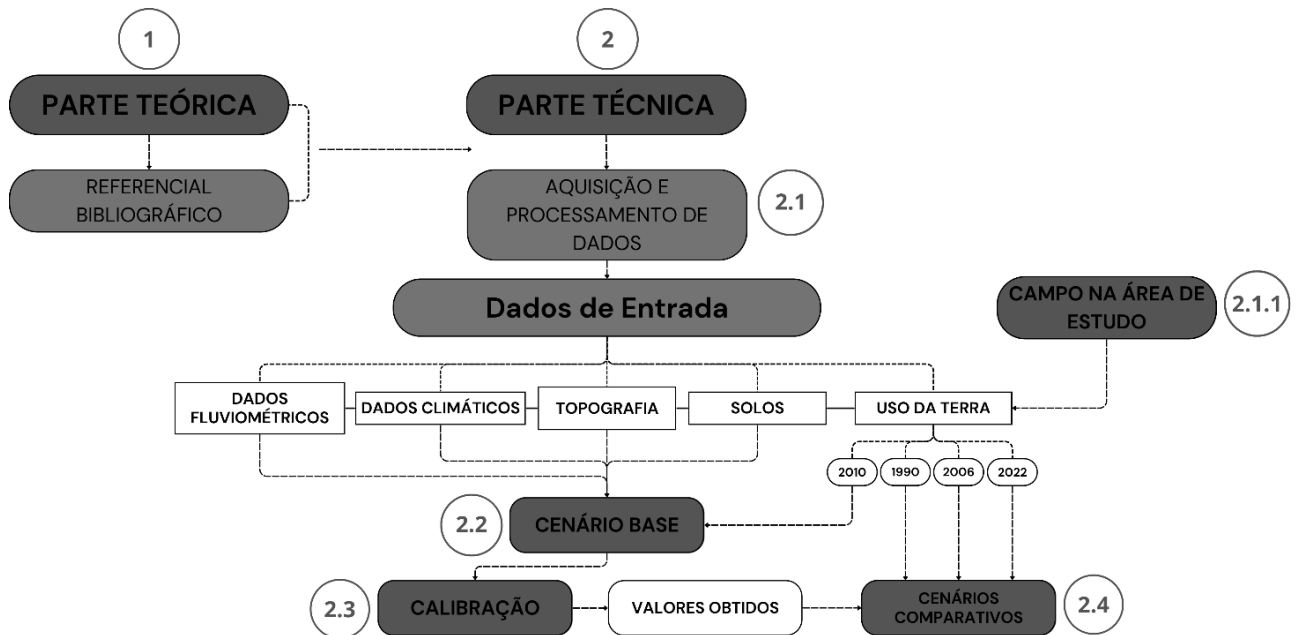 1
2
PARTE TEÓRICA
PARTE TÉCNICA
REFERENCIAL
BIBLIOGRÁFICO
AQUISIÇÃO E
PROCESSAMENTO DE
DADOS
2.1
Dados de Entrada
CAMPO NA ÁREA DE
ESTUDO
2.1.1
DADOS
FLUVIOMÉTRICOS
DADOS CLIMÁTICOS
TOPOGRAFIA
SOLOS
USO DA TERRA
2010
1990
2006
2022
2.2
CENÁRIO BASE
2.3
CALIBRAÇÃO
VALORES OBTIDOS
CENÁRIOS
COMPARATIVOS
2.4